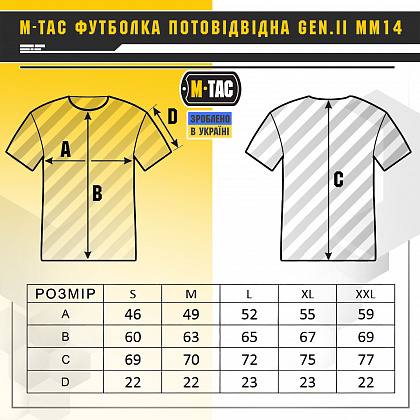 M-TAC ФУТБОЛКА ПОТОВІДВІДНА GEN.II MM14
M-TAC
ЗРОБЛЕНО
В УКРАЇНІ
D
A
B
C
РОЗМІР S M L XL XXL
A 46 49 52 55 59
B 60 63 65 67 69
C 69 70 72 75 77
D 22 22 23 23 22